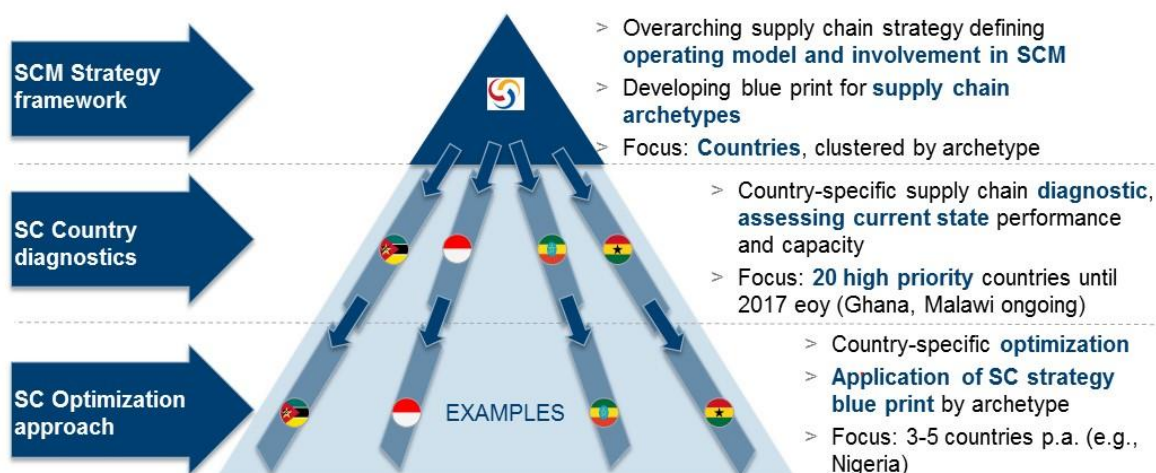 SCM Strategy
framework
> Overarching supply chain strategy defining
operating model and involvement in SCM
> Developing blue print for supply chain
archetypes
> Focus: Countries, clustered by archetype
SC Country
diagnostics
> Country-specific supply chain diagnostic,
assessing current state performance
and capacity
> Focus: 20 high priority countries until
2017 eoy (Ghana, Malawi ongoing)
SC Optimization
approach
EXAMPLES
> Country-specific optimization
> Application of SC strategy
blue print by archetype
> Focus: 3-5 countries p.a. (e.g.,
Nigeria)